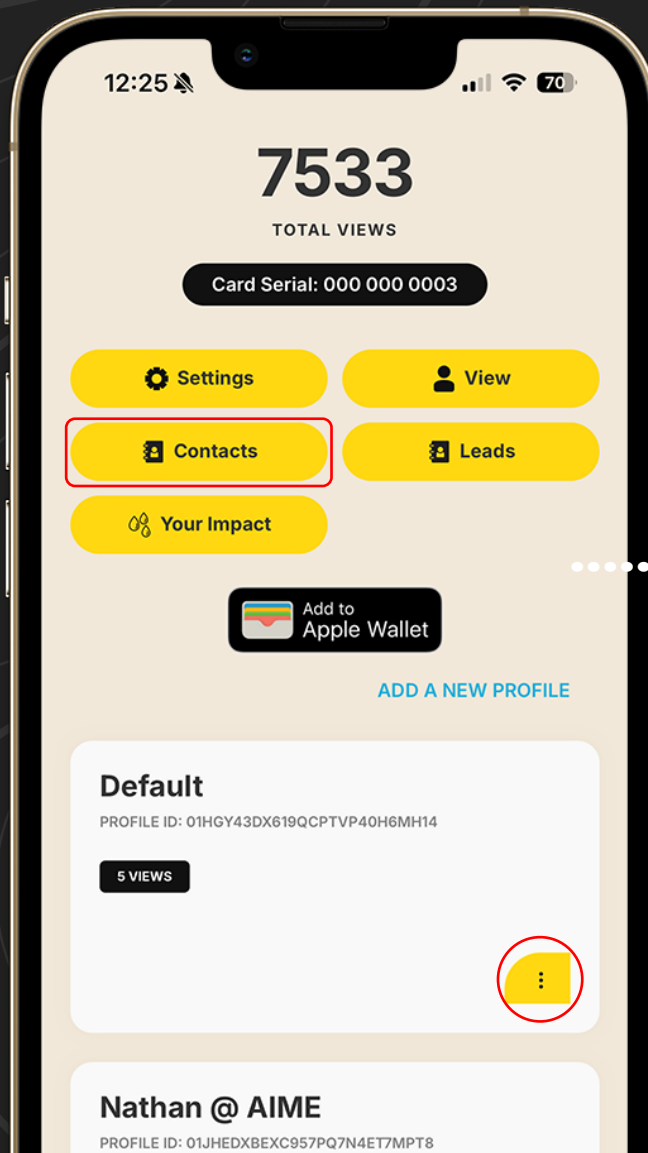 12:25
70
7533
TOTAL VIEWS
Card Serial: 000 000 0003
Settings
View
Contacts
Leads
Your Impact
Add to
Apple Wallet
ADD A NEW PROFILE
Default
PROFILE ID: 01HGY43DX619QCPTVP40H6MH14
5 VIEWS
Nathan @ AIME
PROFILE ID: 01JHEDXBEXC957PQ7N4ET7MPT8